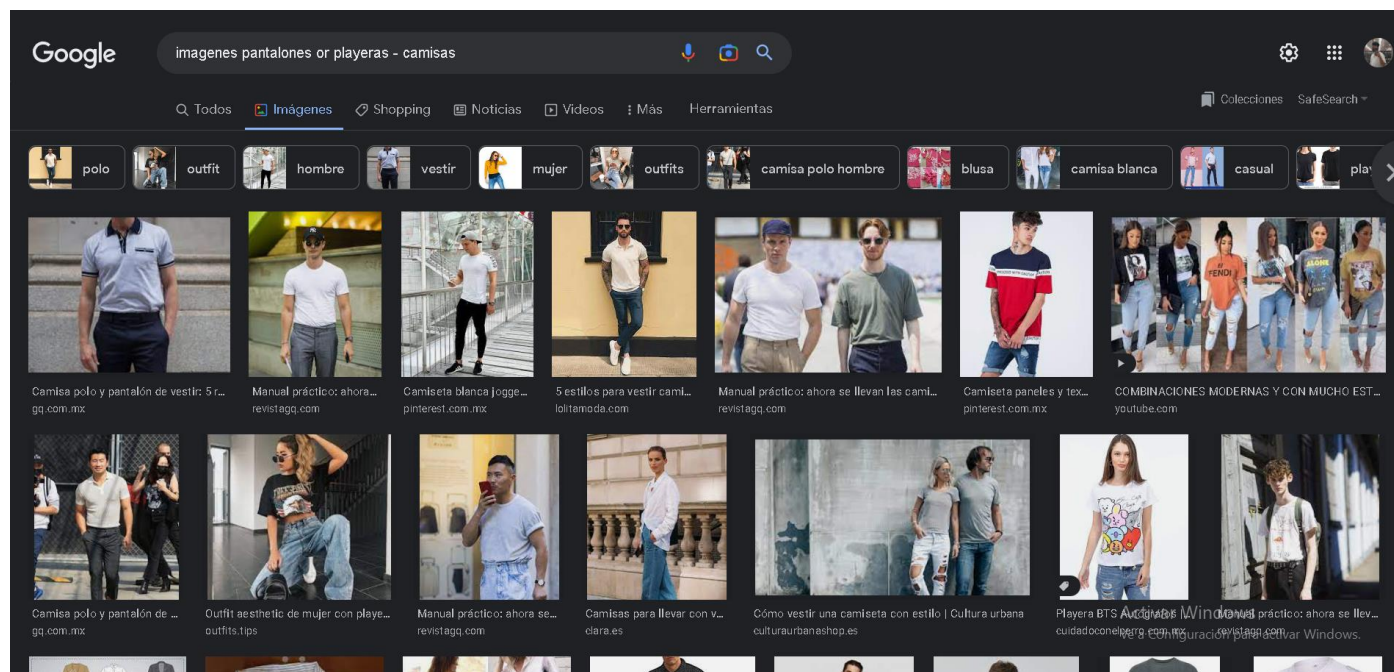 Google
imagenes pantalones or playeras - camisas
Todos Imágenes Shopping Noticias Videos Más Herramientas
Colecciones SafeSearch
polo outfit hombre vestir mujer outfits camisa polo hombre blusa camisa blanca casual
Camisa polo y pantalón de vestir: 5 r...
gq.com.mx
Manual práctico: ahora...
revistagq.com
Camiseta blanca jogge...
pinterest.com.mx
5 estilos para vestir cami...
lolitamoda.com
Manual práctico: ahora se llevan las cami...
revistagq.com
Camiseta paneles y tex...
pinterest.com.mx
COMBINACIONES MODERNAS Y CON MUCHO EST...
youtube.com
FENDI
Camisa polo y pantalón de ...
gq.com.mx
Outfit aesthetic de mujer con playe...
outfits.tips
Manual práctico: ahora se...
revistagq.com
Camisas para llevar con v...
clara.es
Cómo vestir una camiseta con estilo | Cultura urbana
culturaurbanashop.es
Playera BTS
cuidadoconelperro.com.mx
Manual práctico: ahora se llev...
revistagq.com
Activar Windows
Ve a Configuración para activar Windows.